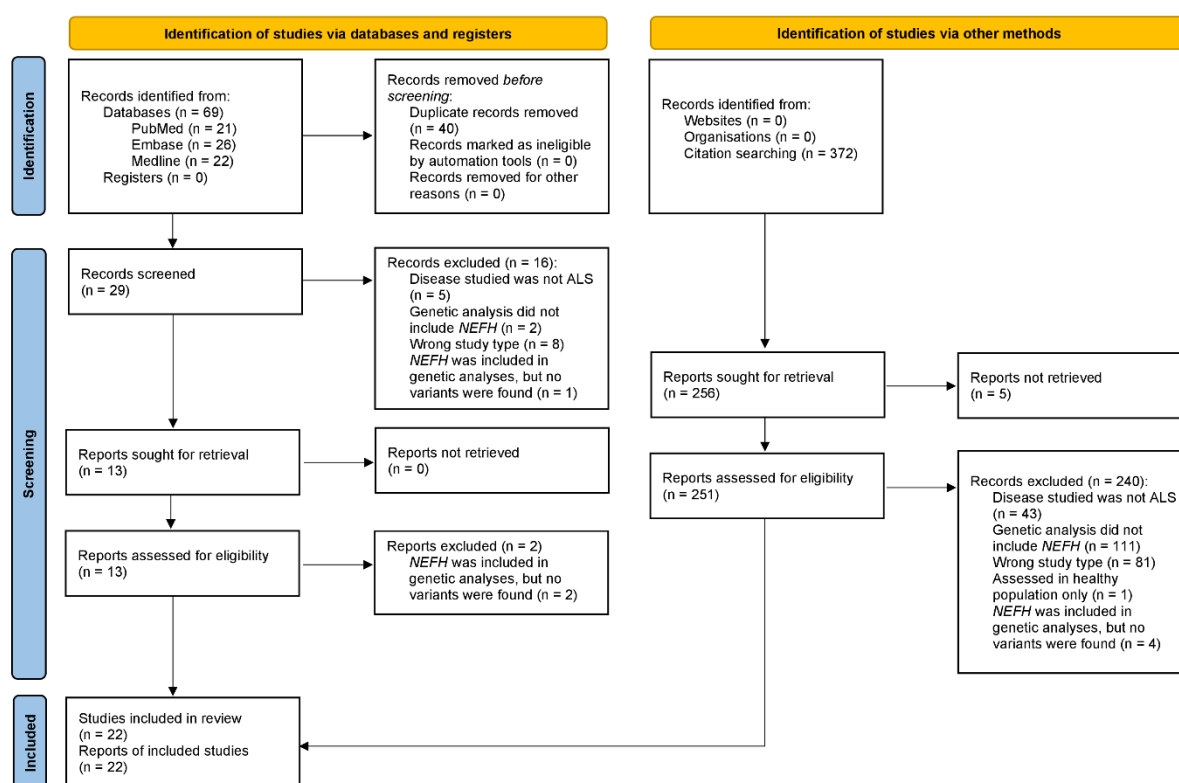 Identification of studies via databases and registers
Identification of studies via other methods
Identification
Records identified from:
Databases (n = 69)
PubMed (n = 21)
Embase (n = 26)
Medline (n = 22)
Registers (n = 0)
Records removed before
screening:
Duplicate records removed
(n = 40)
Records marked as ineligible
by automation tools (n = 0)
Records removed for other
reasons (n = 0)
Records identified from:
Websites (n = 0)
Organisations (n = 0)
Citation searching (n = 372)
Screening
Records screened
(n = 29)
Records excluded (n = 16):
Disease studied was not ALS
(n = 5)
Genetic analysis did not
include NEFH (n = 2)
Wrong study type (n = 8)
NEFH was included in
genetic analyses, but no
variants were found (n = 1)
Reports sought for retrieval
(n = 13)
Reports not retrieved
(n = 0)
Reports sought for retrieval
(n = 256)
Reports not retrieved
(n = 5)
Reports assessed for eligibility
(n = 13)
Reports excluded (n = 2)
NEFH was included in
genetic analyses, but no
variants were found (n = 2)
Reports assessed for eligibility
(n = 251)
Records excluded (n = 240):
Disease studied was not ALS
(n = 43)
Genetic analysis did not
include NEFH (n = 111)
Wrong study type (n = 81)
Assessed in healthy
population only (n = 1)
NEFH was included in
genetic analyses, but no
variants were found (n = 4)
Included
Studies included in review
(n = 22)
Reports of included studies
(n = 22)